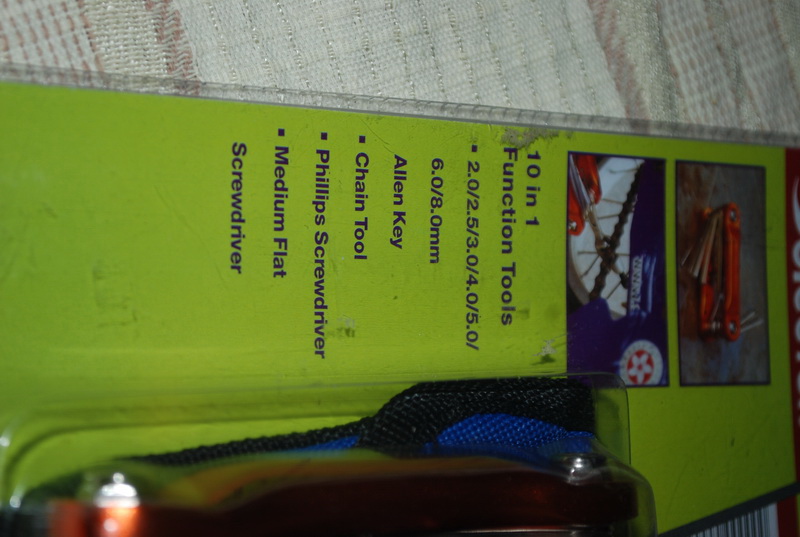 10 in 1
Function Tools
▪ 2.0/2.5/3.0/4.0/5.0/
6.0/8.0mm
Allen Key
▪ Chain Tool
▪ Phillips Screwdriver
▪ Medium Flat
Screwdriver